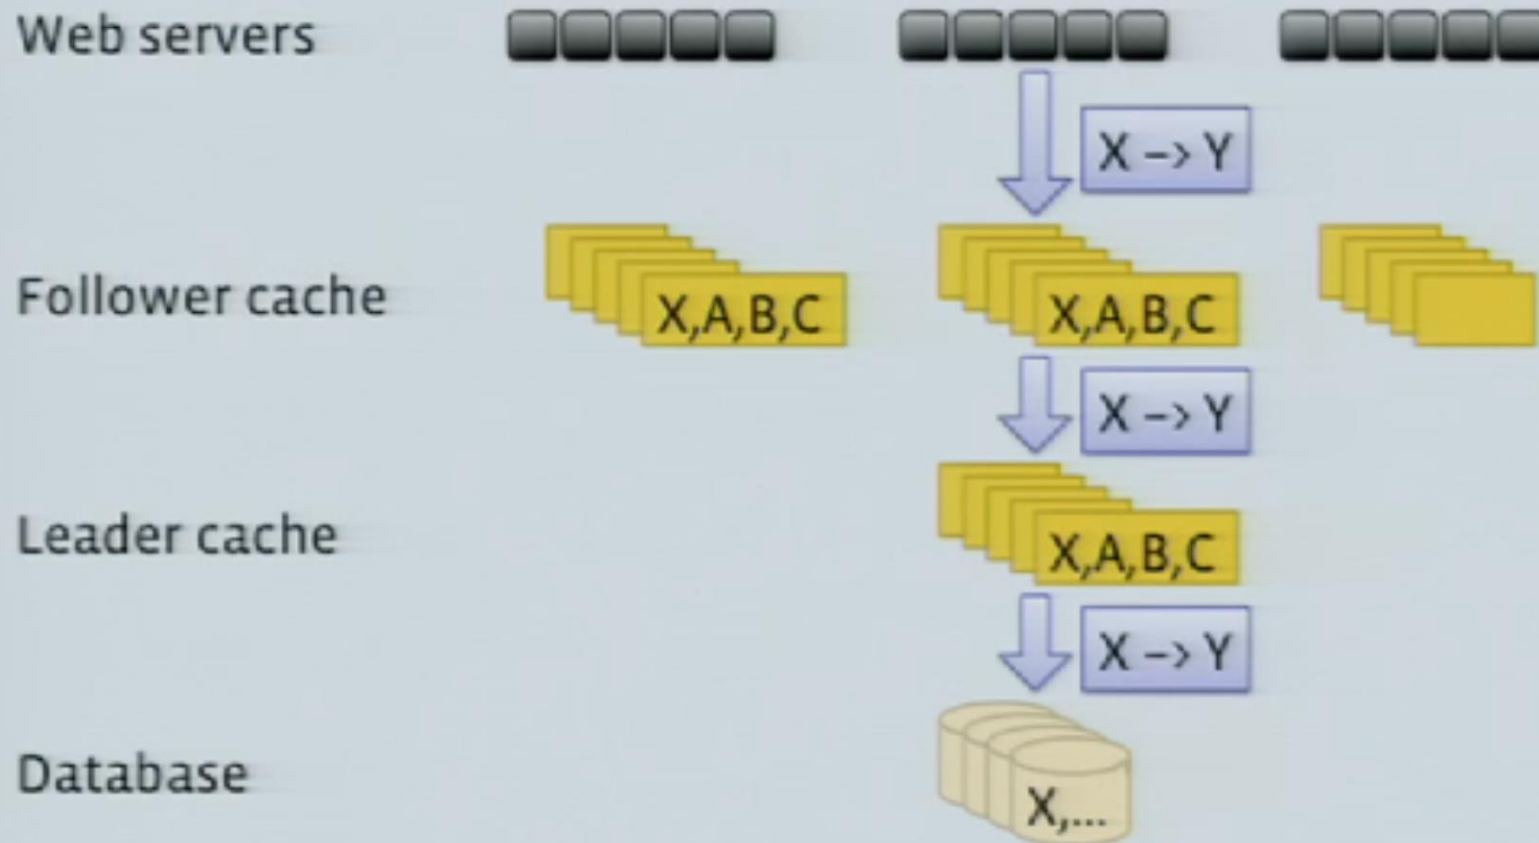 Web servers
X –> Y
Follower cache
X,A,B,C
X,A,B,C
X –> Y
Leader cache
X,A,B,C
X –> Y
Database
X,...